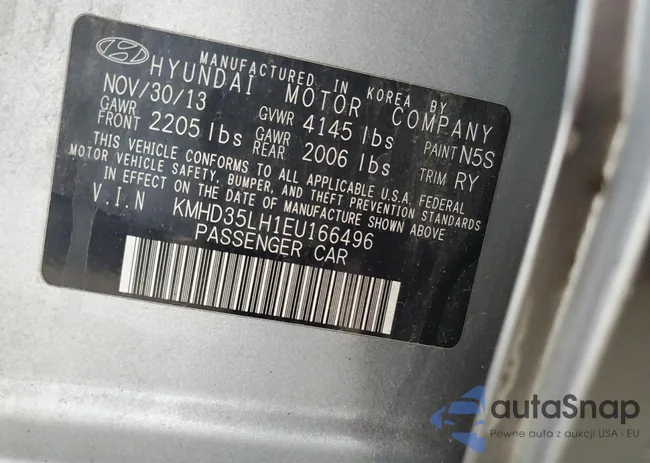 MANUFACTURED IN KOREA BY
HYUNDAI MOTOR COMPANY
NOV/30/13 GVWR 4145 lbs PAINT N5S
GAWR FRONT 2205 lbs GAWR REAR 2006 lbs TRIM RY
THIS VEHICLE CONFORMS TO ALL APPLICABLE U.S.A. FEDERAL
MOTOR VEHICLE SAFETY, BUMPER, AND THEFT PREVENTION STANDARDS
IN EFFECT ON THE DATE OF MANUFACTURE SHOWN ABOVE
V.I.N KMHD35LH1EU166496
PASSENGER CAR
autaSnap
Pewne auta z aukcji USA i EU